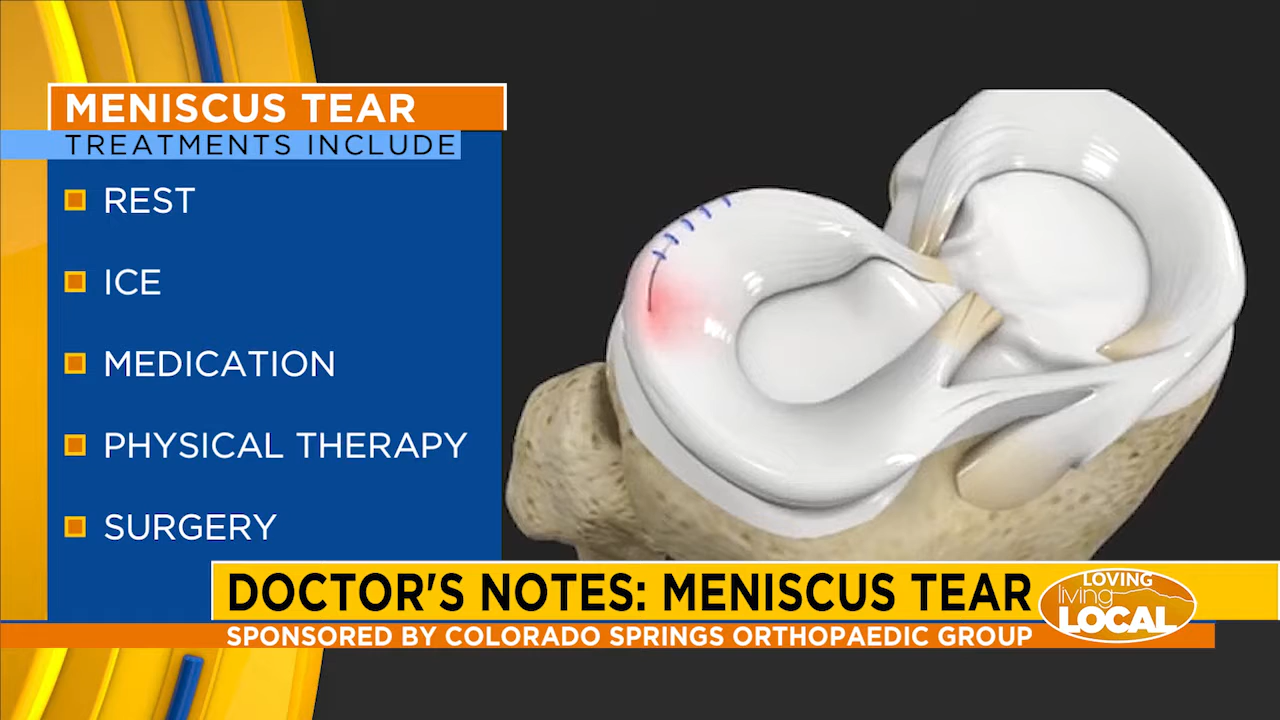 MENISCUS TEAR
TREATMENTS INCLUDE
REST
ICE
MEDICATION
PHYSICAL THERAPY
SURGERY
DOCTOR'S NOTES: MENISCUS TEAR
LOVING
living
LOCAL
SPONSORED BY COLORADO SPRINGS ORTHOPAEDIC GROUP